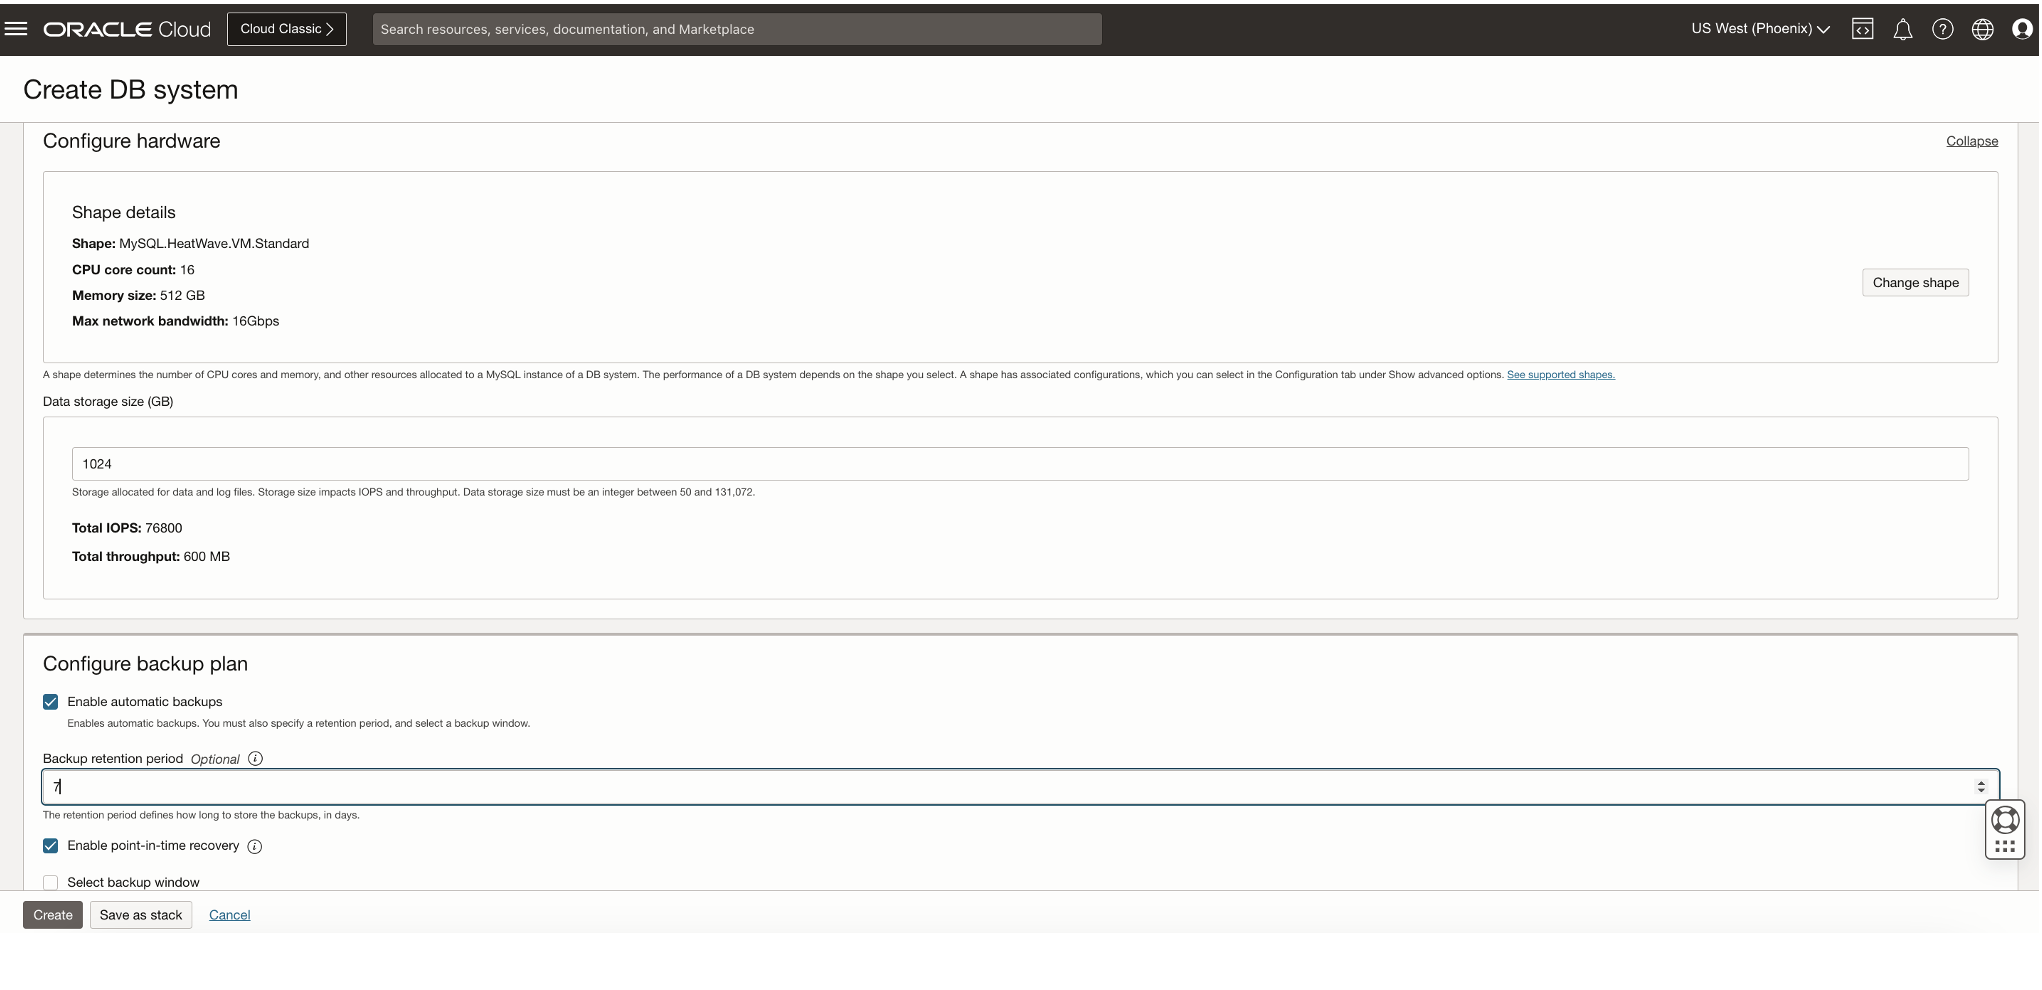 ORACLE Cloud
Cloud Classic
Search resources, services, documentation, and Marketplace
US West (Phoenix)
Create DB system
Configure hardware
Collapse
Shape details
Shape: MySQL.HeatWave.VM.Standard
CPU core count: 16
Memory size: 512 GB
Max network bandwidth: 16Gbps
Change shape
A shape determines the number of CPU cores and memory, and other resources allocated to a MySQL instance of a DB system. The performance of a DB system depends on the shape you select. A shape has associated configurations, which you can select in the Configuration tab under Show advanced options. See supported shapes.
Data storage size (GB)
1024
Storage allocated for data and log files. Storage size impacts IOPS and throughput. Data storage size must be an integer between 50 and 131,072.
Total IOPS: 76800
Total throughput: 600 MB
Configure backup plan
Enable automatic backups
Enables automatic backups. You must also specify a retention period, and select a backup window.
Backup retention period Optional
7
The retention period defines how long to store the backups, in days.
Enable point-in-time recovery
Select backup window
Create
Save as stack
Cancel